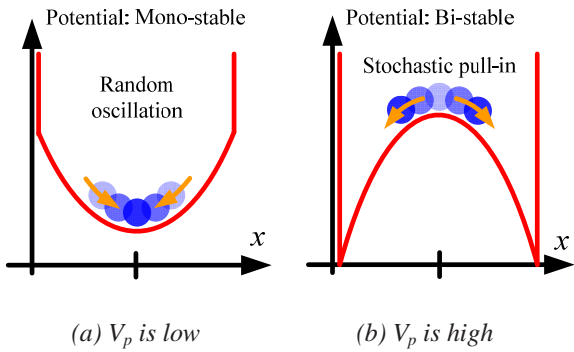 Potential: Mono-stable
Random
oscillation
x
(a) V_p is low
Potential: Bi-stable
Stochastic pull-in
x
(b) V_p is high